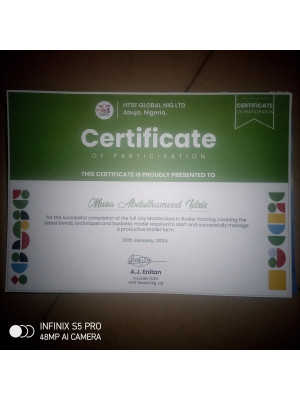 HTSF GLOBAL NIG LTD
Abuja, Nigeria.
CERTIFICATE
OF PARTICIPATION
Certificate
OF PARTICIPATION
THIS CERTIFICATE IS PROUDLY PRESENTED TO
Musa Abdulhameed Idris
for the successful completion of the full day masterclass in Broiler farming covering the
latest trends, techniques and business model required to start and successfully manage
a productive broiler farm.
25th January, 2024.
A.J. Enitan
Founder/CEO
INFINIX S5 PRO
48MP AI CAMERA